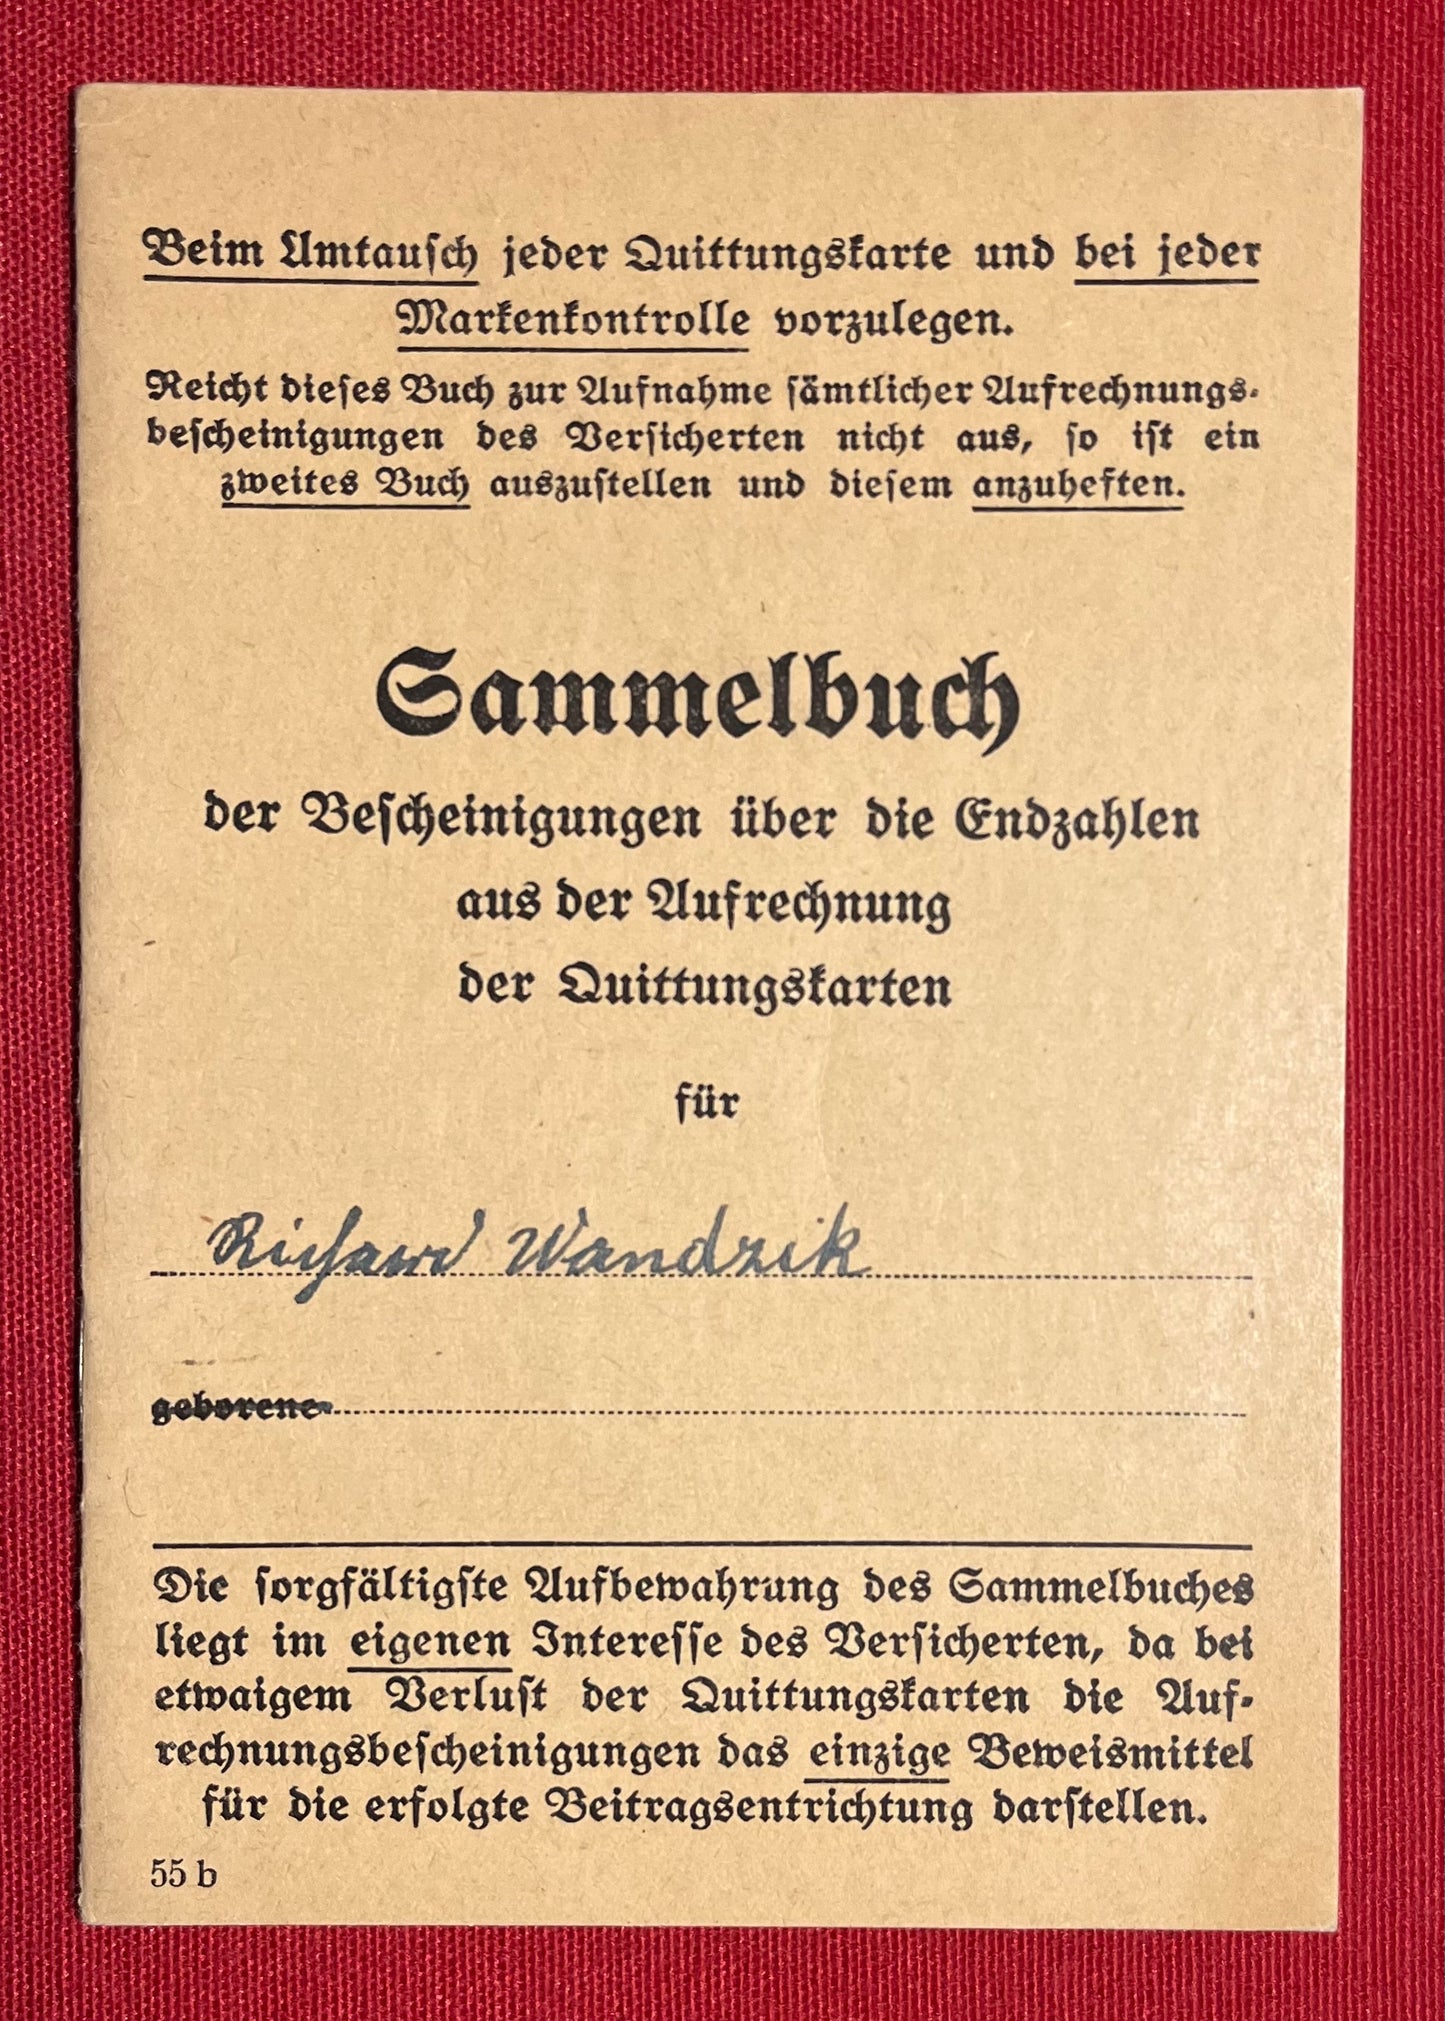 Beim Umtausch jeder Quittungskarte und bei jeder
Markenkontrolle vorzulegen.
Reicht dieses Buch zur Aufnahme sämtlicher Aufrechnungs-
bescheinigungen des Versicherten nicht aus, so ist ein
zweites Buch auszustellen und diesem anzuheften.
Sammelbuch
der Bescheinigungen über die Endzahlen
aus der Aufrechnung
der Quittungskarten
für
Richard Wandzik
geborene
Die sorgfältigste Aufbewahrung des Sammelbuches
liegt im eigenen Interesse des Versicherten, da bei
etwaigem Verlust der Quittungskarten die Auf-
rechnungsbescheinigungen das einzige Beweismittel
für die erfolgte Beitragsentrichtung darstellen.
55 b